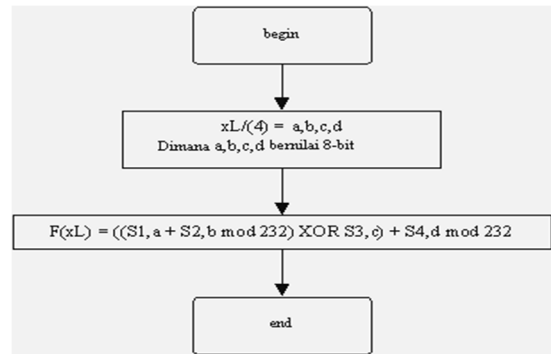 begin
xL/(4) = a,b,c,d
Dimana a,b,c,d bernilai 8-bit
F(xL) = ((S1,a + S2,b mod 232) XOR S3,c) + S4,d mod 232
end